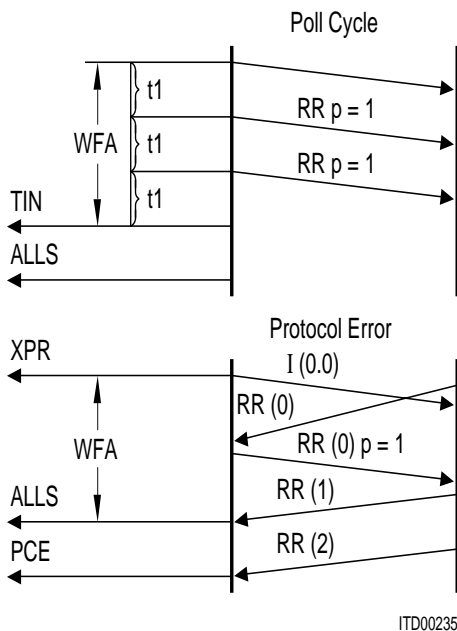 Poll Cycle
t1
RR p = 1
WFA
t1
RR p = 1
t1
TIN
ALLS
Protocol Error
XPR
I (0.0)
RR (0)
WFA
RR (0) p = 1
ALLS
RR (1)
PCE
RR (2)
ITD00235